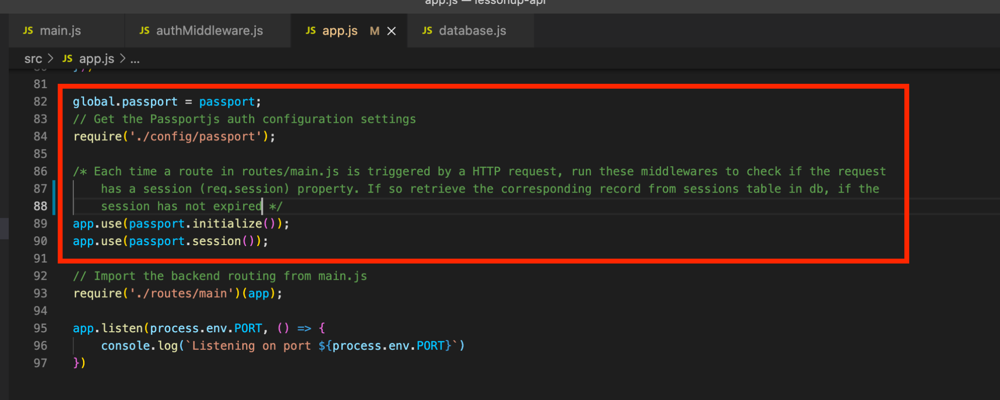 app.js — lessonup-api
JS main.js JS authMiddleware.js JS app.js M JS database.js
src > JS app.js > ...
80 });
81
82 global.passport = passport;
83 // Get the Passportjs auth configuration settings
84 require('./config/passport');
85
86 /* Each time a route in routes/main.js is triggered by a HTTP request, run these middlewares to check if the request
87 has a session (req.session) property. If so retrieve the corresponding record from sessions table in db, if the
88 session has not expired */
89 app.use(passport.initialize());
90 app.use(passport.session());
91
92 // Import the backend routing from main.js
93 require('./routes/main')(app);
94
95 app.listen(process.env.PORT, () => {
96 console.log(`Listening on port ${process.env.PORT}`)
97 })